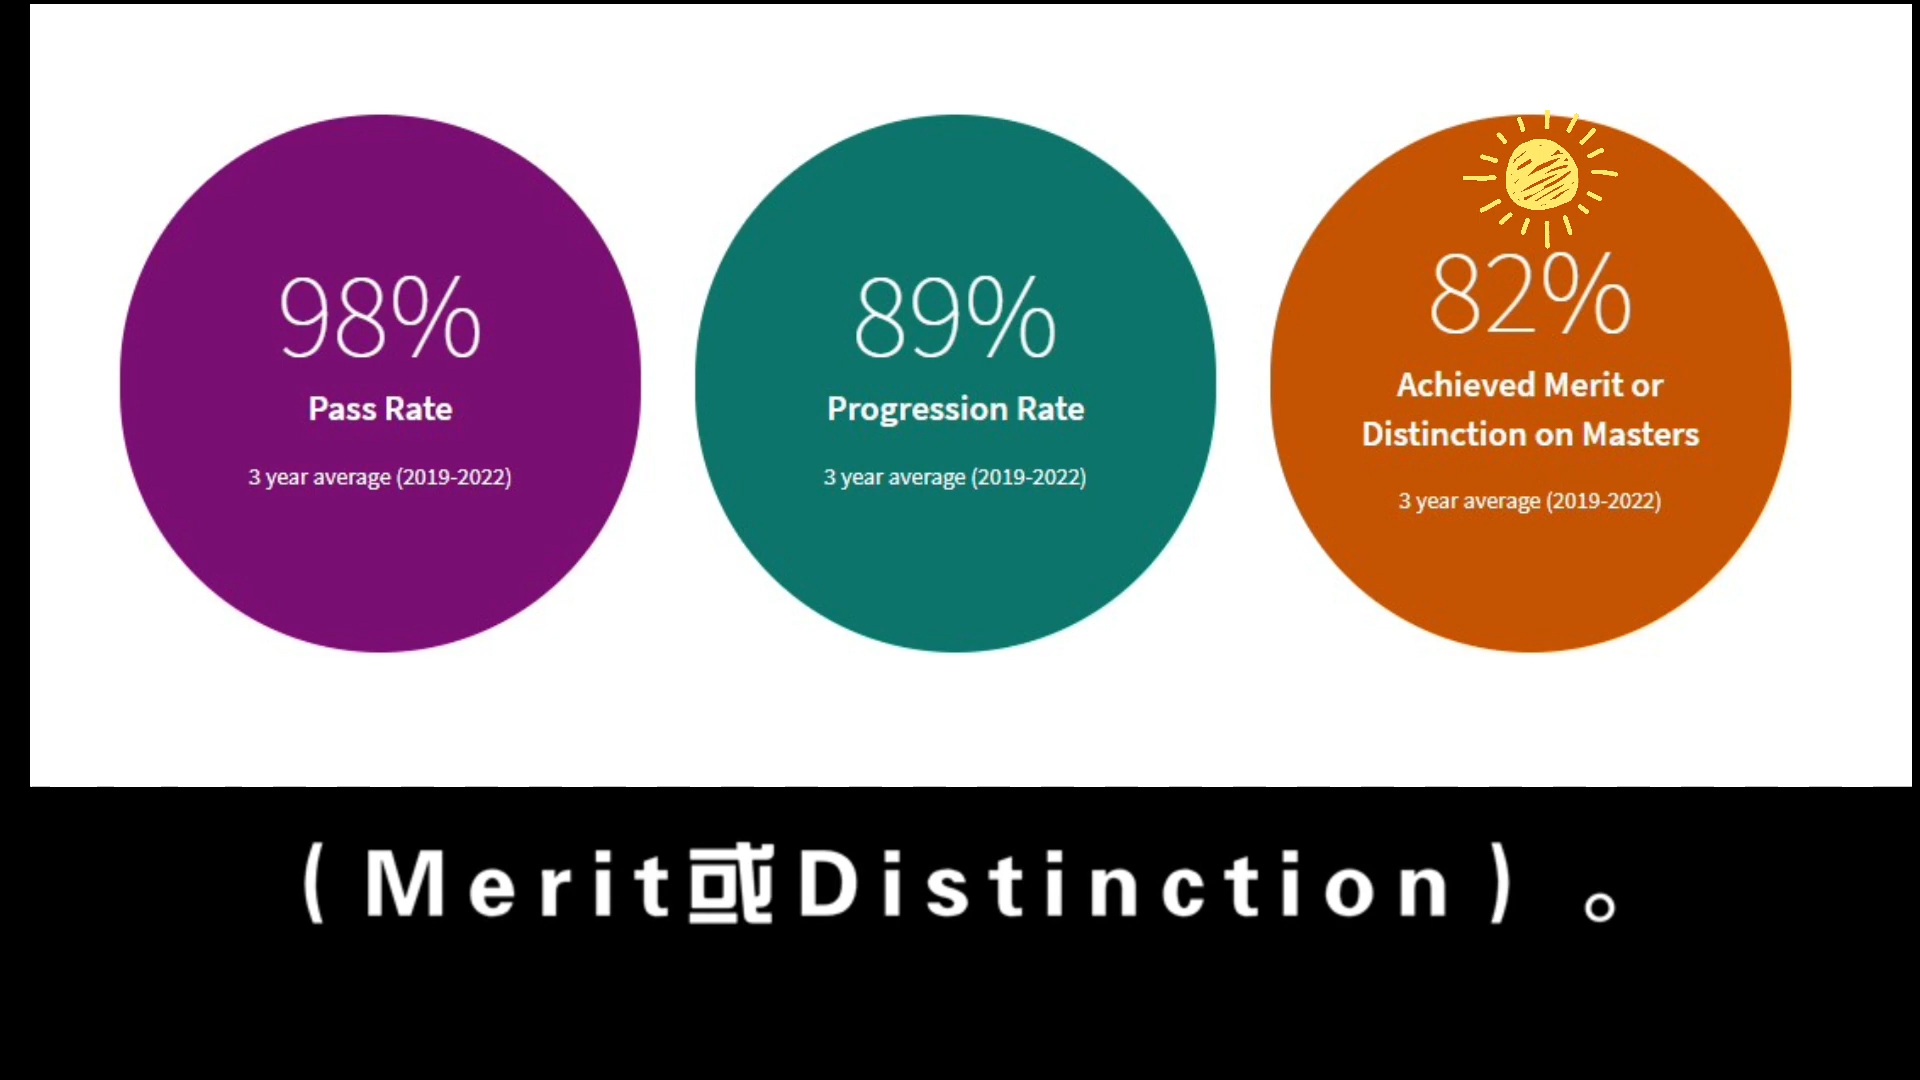 98%
Pass Rate
3 year average (2019-2022)
89%
Progression Rate
3 year average (2019-2022)
82%
Achieved Merit or
Distinction on Masters
3 year average (2019-2022)
（Merit或Distinction）。